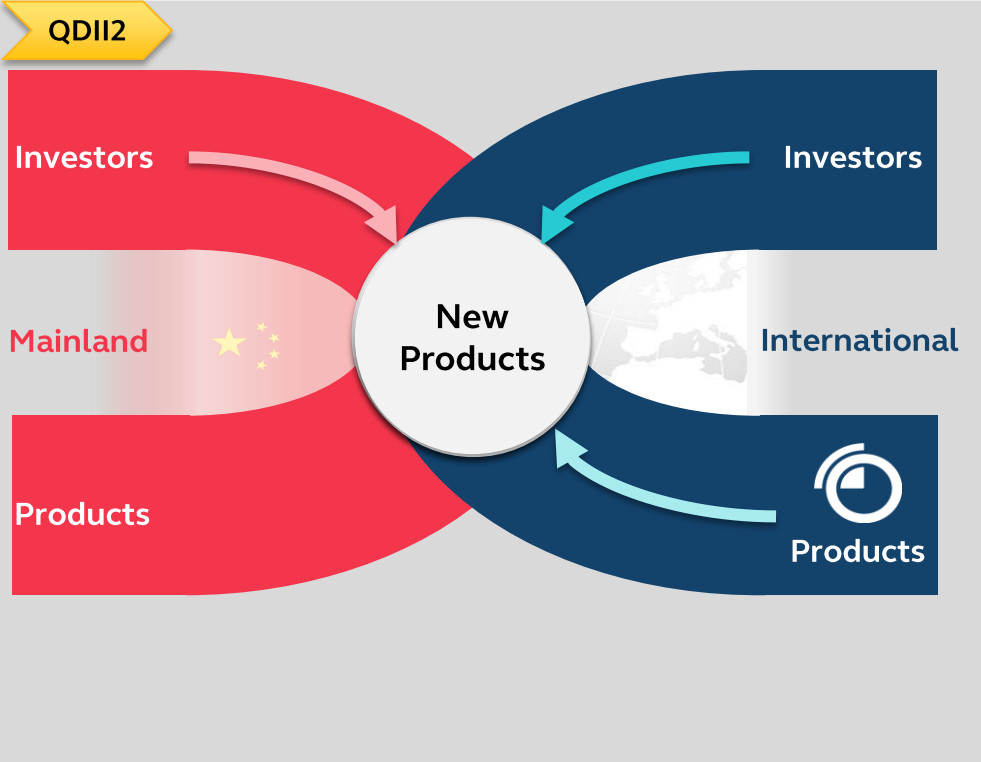 QDII2
Investors
Investors
New
Products
Mainland
International
Products
Products